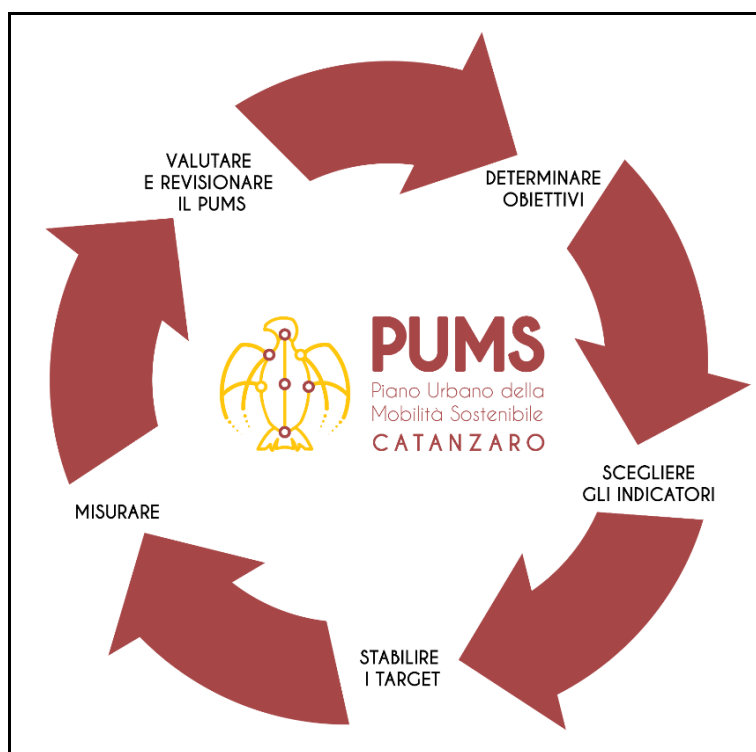 VALUTARE
E REVISIONARE
IL PUMS
DETERMINARE
OBIETTIVI
PUMS
Piano Urbano della
Mobilità Sostenibile
CATANZARO
SCEGLIERE
GLI INDICATORI
MISURARE
STABILIRE
I TARGET